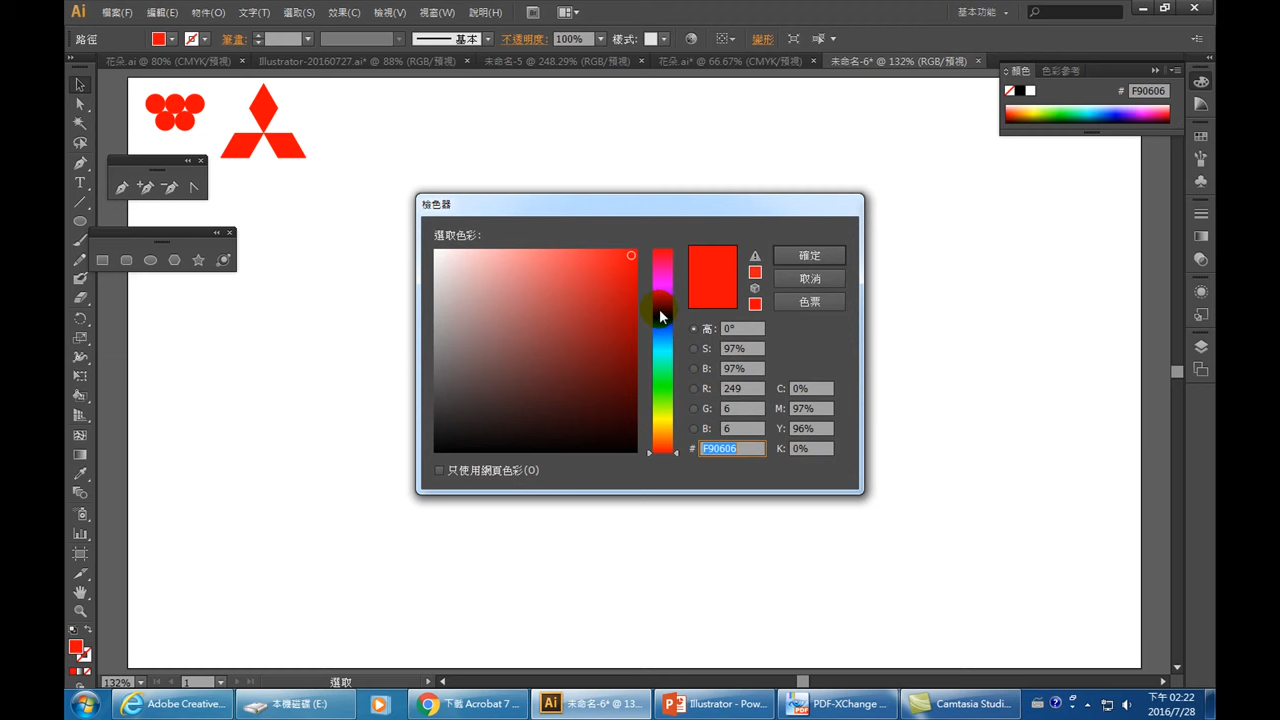 Ai 檔案(F) 編輯(E) 物件(O) 文字(T) 選取(S) 效果(C) 檢視(V) 視窗(W) 說明(H) Br 基本功能
路徑 筆畫: 基本 不透明度: 100% 樣式: 變形
花朵.ai @ 80% (CMYK/預視) × Illustrator-20160727.ai* @ 88% (RGB/預視) × 未命名-5 @ 248.29% (RGB/預視) × 花朵.ai* @ 66.67% (CMYK/預視) × 未命名-6* @ 132% (RGB/預視) ×
顏色 色彩參考
# F90606
檢色器
選取色彩:
確定
取消
色票
高: 0°
S: 97%
B: 97%
R: 249 C: 0%
G: 6 M: 97%
B: 6 Y: 96%
# F90606 K: 0%
只使用網頁色彩(O)
132% 1 選取
Adobe Creative... 本機磁碟 (E:) 下載 Acrobat 7 ... Ai 未命名-6* @ 13... Illustrator - Pow... PDF-XChange ... Camtasia Studi...
下午 02:22
2016/7/28